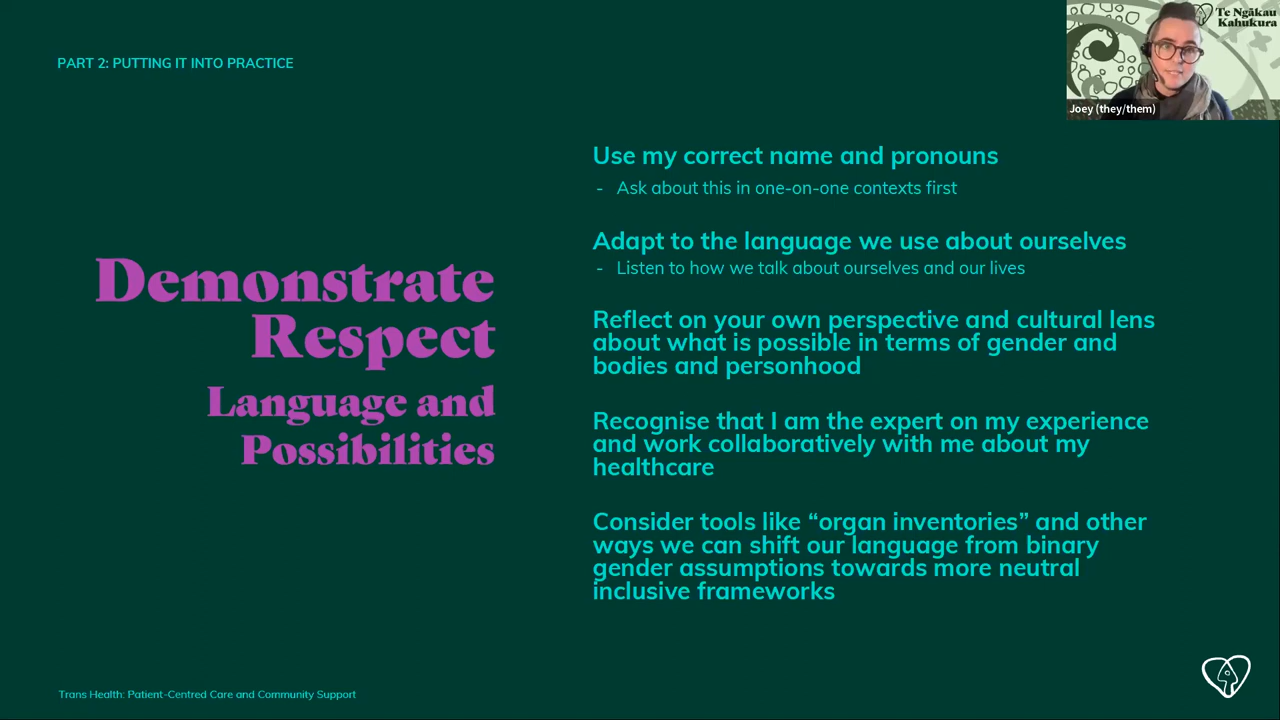 PART 2: PUTTING IT INTO PRACTICE
Te Ngākau
Kahukura
Joey (they/them)
Demonstrate
Respect
Language and
Possibilities
Use my correct name and pronouns
- Ask about this in one-on-one contexts first
Adapt to the language we use about ourselves
- Listen to how we talk about ourselves and our lives
Reflect on your own perspective and cultural lens
about what is possible in terms of gender and
bodies and personhood
Recognise that I am the expert on my experience
and work collaboratively with me about my
healthcare
Consider tools like “organ inventories” and other
ways we can shift our language from binary
gender assumptions towards more neutral
inclusive frameworks
Trans Health: Patient-Centred Care and Community Support